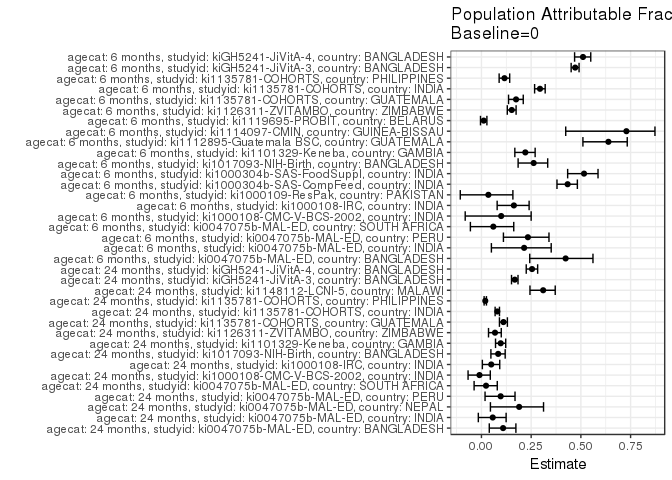 Population Attributable Frac
Baseline=0
agecat: 6 months, studyid: kiGH5241-JiVitA-4, country: BANGLADESH
agecat: 6 months, studyid: kiGH5241-JiVitA-3, country: BANGLADESH
agecat: 6 months, studyid: ki1135781-COHORTS, country: PHILIPPINES
agecat: 6 months, studyid: ki1135781-COHORTS, country: INDIA
agecat: 6 months, studyid: ki1135781-COHORTS, country: GUATEMALA
agecat: 6 months, studyid: ki1126311-ZVITAMBO, country: ZIMBABWE
agecat: 6 months, studyid: ki1119695-PROBIT, country: BELARUS
agecat: 6 months, studyid: ki1114097-CMIN, country: GUINEA-BISSAU
agecat: 6 months, studyid: ki1112895-Guatemala BSC, country: GUATEMALA
agecat: 6 months, studyid: ki1101329-Keneba, country: GAMBIA
agecat: 6 months, studyid: ki1017093-NIH-Birth, country: BANGLADESH
agecat: 6 months, studyid: ki1000304b-SAS-FoodSuppl, country: INDIA
agecat: 6 months, studyid: ki1000304b-SAS-CompFeed, country: INDIA
agecat: 6 months, studyid: ki1000109-ResPak, country: PAKISTAN
agecat: 6 months, studyid: ki1000108-IRC, country: INDIA
agecat: 6 months, studyid: ki1000108-CMC-V-BCS-2002, country: INDIA
agecat: 6 months, studyid: ki0047075b-MAL-ED, country: SOUTH AFRICA
agecat: 6 months, studyid: ki0047075b-MAL-ED, country: PERU
agecat: 6 months, studyid: ki0047075b-MAL-ED, country: INDIA
agecat: 6 months, studyid: ki0047075b-MAL-ED, country: BANGLADESH
agecat: 24 months, studyid: kiGH5241-JiVitA-4, country: BANGLADESH
agecat: 24 months, studyid: kiGH5241-JiVitA-3, country: BANGLADESH
agecat: 24 months, studyid: ki1148112-LCNI-5, country: MALAWI
agecat: 24 months, studyid: ki1135781-COHORTS, country: PHILIPPINES
agecat: 24 months, studyid: ki1135781-COHORTS, country: INDIA
agecat: 24 months, studyid: ki1135781-COHORTS, country: GUATEMALA
agecat: 24 months, studyid: ki1126311-ZVITAMBO, country: ZIMBABWE
agecat: 24 months, studyid: ki1101329-Keneba, country: GAMBIA
agecat: 24 months, studyid: ki1017093-NIH-Birth, country: BANGLADESH
agecat: 24 months, studyid: ki1000108-IRC, country: INDIA
agecat: 24 months, studyid: ki1000108-CMC-V-BCS-2002, country: INDIA
agecat: 24 months, studyid: ki0047075b-MAL-ED, country: SOUTH AFRICA
agecat: 24 months, studyid: ki0047075b-MAL-ED, country: PERU
agecat: 24 months, studyid: ki0047075b-MAL-ED, country: NEPAL
agecat: 24 months, studyid: ki0047075b-MAL-ED, country: INDIA
agecat: 24 months, studyid: ki0047075b-MAL-ED, country: BANGLADESH
0.00 0.25 0.50 0.75
Estimate